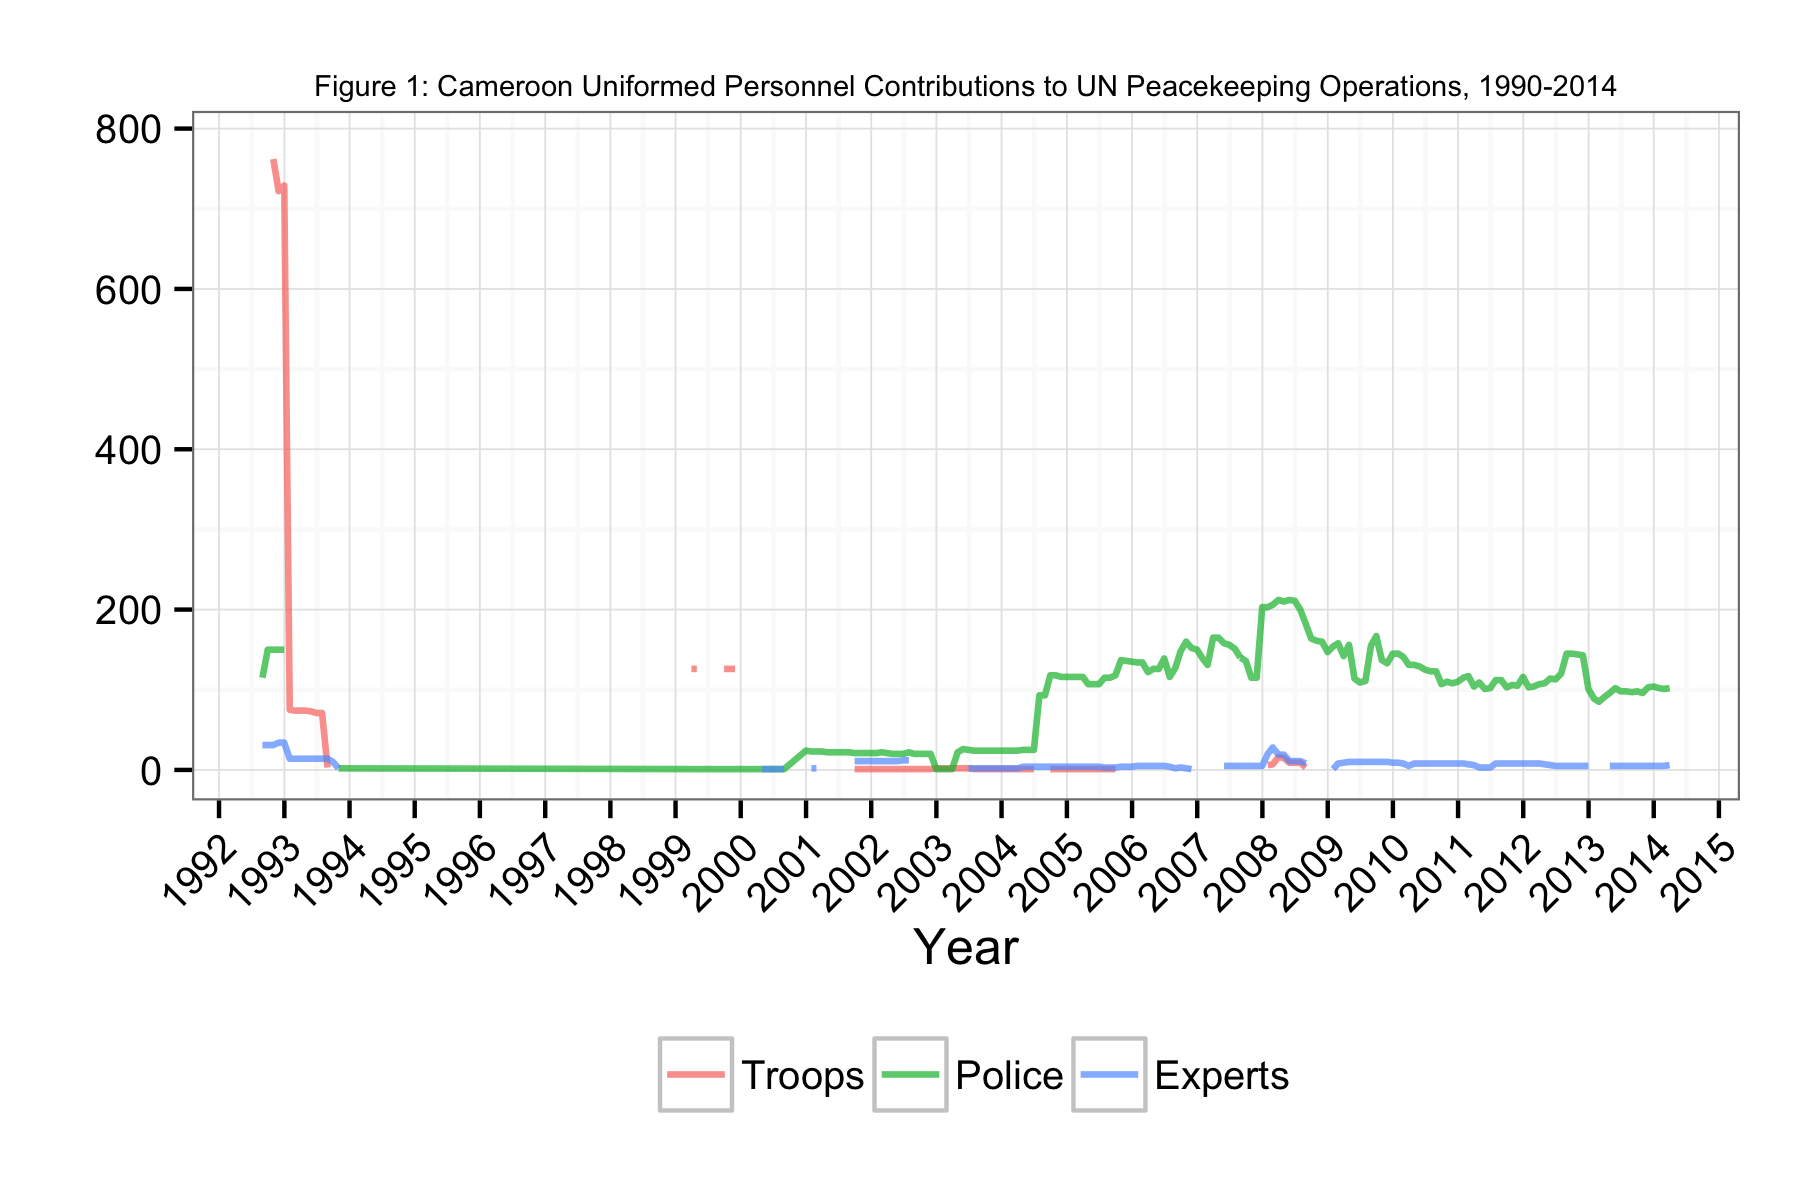 Figure 1: Cameroon Uniformed Personnel Contributions to UN Peacekeeping Operations, 1990-2014
800
600
400
200
0
1992 1993 1994 1995 1996 1997 1998 1999 2000 2001 2002 2003 2004 2005 2006 2007 2008 2009 2010 2011 2012 2013 2014 2015
Year
Troops Police Experts